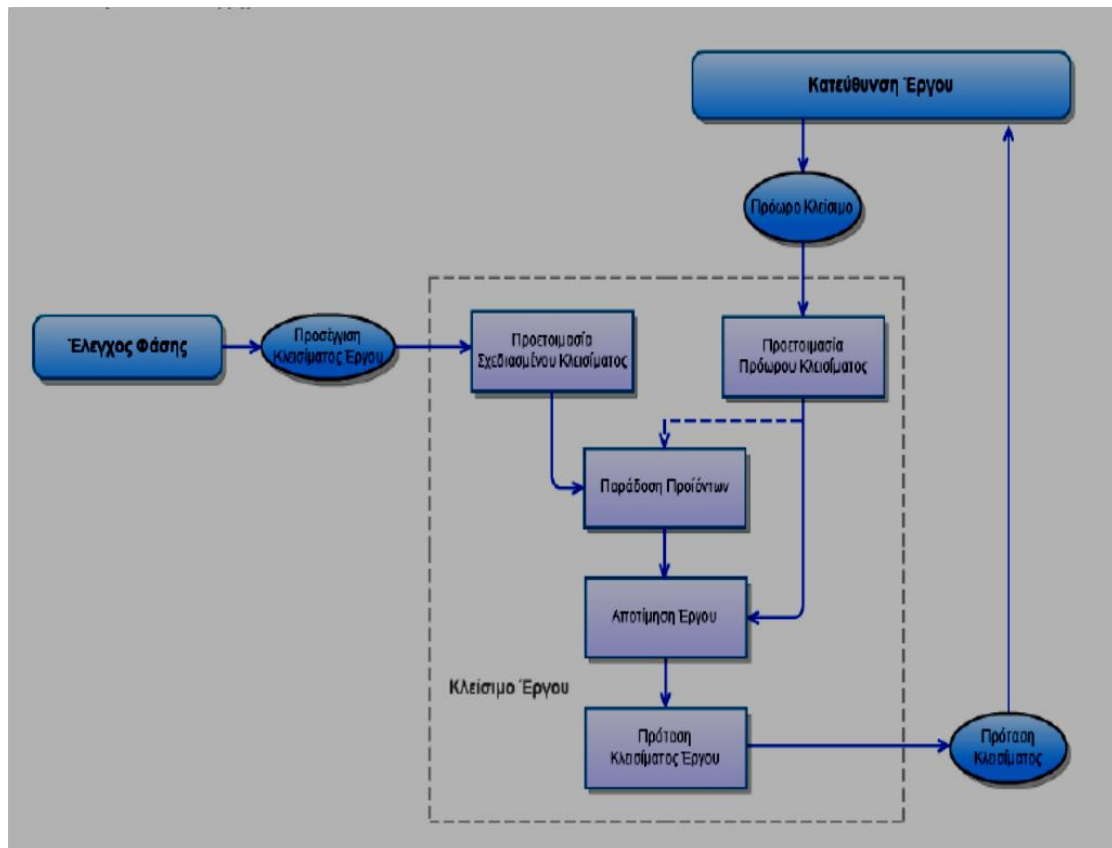 Κατεύθυνση Έργου
Πρόωρο Κλείσιμο
Έλεγχος Φάσης
Προσέγγιση
Κλεισίματος Έργου
Προετοιμασία
Σχεδιασμένου Κλεισίματος
Προετοιμασία
Πρόωρου Κλεισίματος
Παράδοση Προϊόντων
Αποτίμηση Έργου
Κλείσιμο Έργου
Πρόταση
Κλεισίματος Έργου
Πρόταση
Κλεισίματος